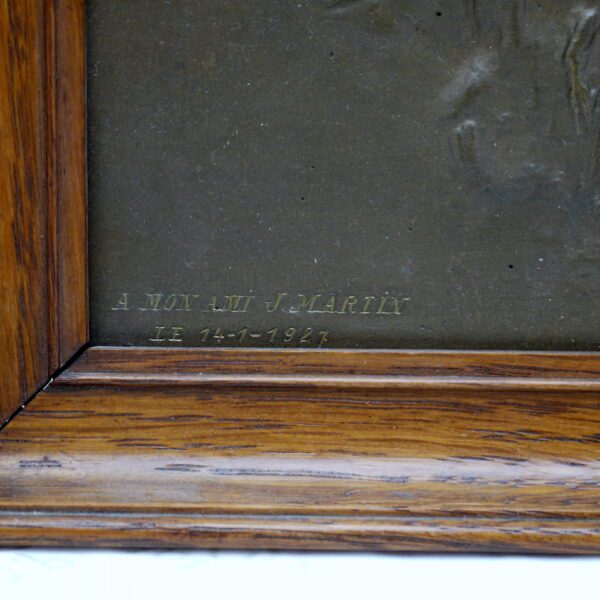 A MON AMI J. MARTIN
LE 14-1-1927